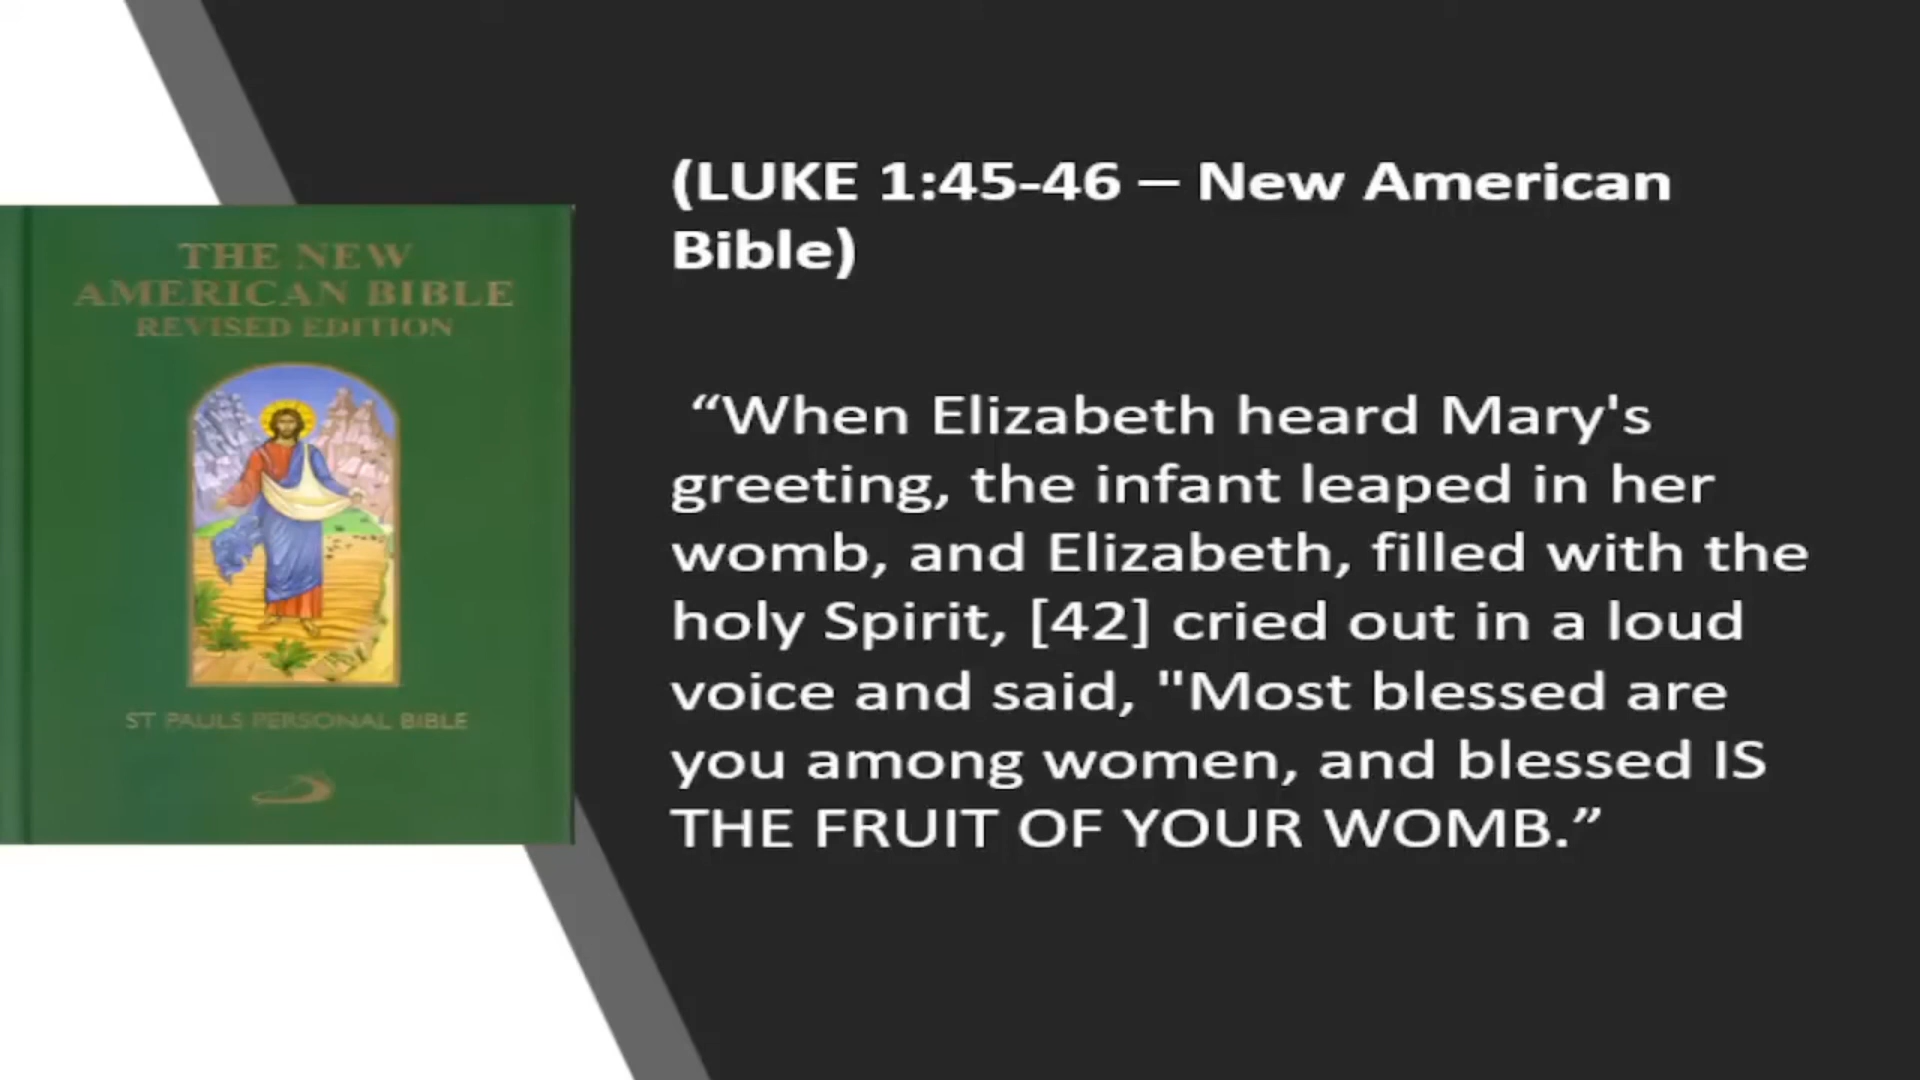 THE NEW
AMERICAN BIBLE
REVISED EDITION
ST PAULS PERSONAL BIBLE
(LUKE 1:45-46 – New American
Bible)
“When Elizabeth heard Mary's
greeting, the infant leaped in her
womb, and Elizabeth, filled with the
holy Spirit, [42] cried out in a loud
voice and said, "Most blessed are
you among women, and blessed IS
THE FRUIT OF YOUR WOMB.”